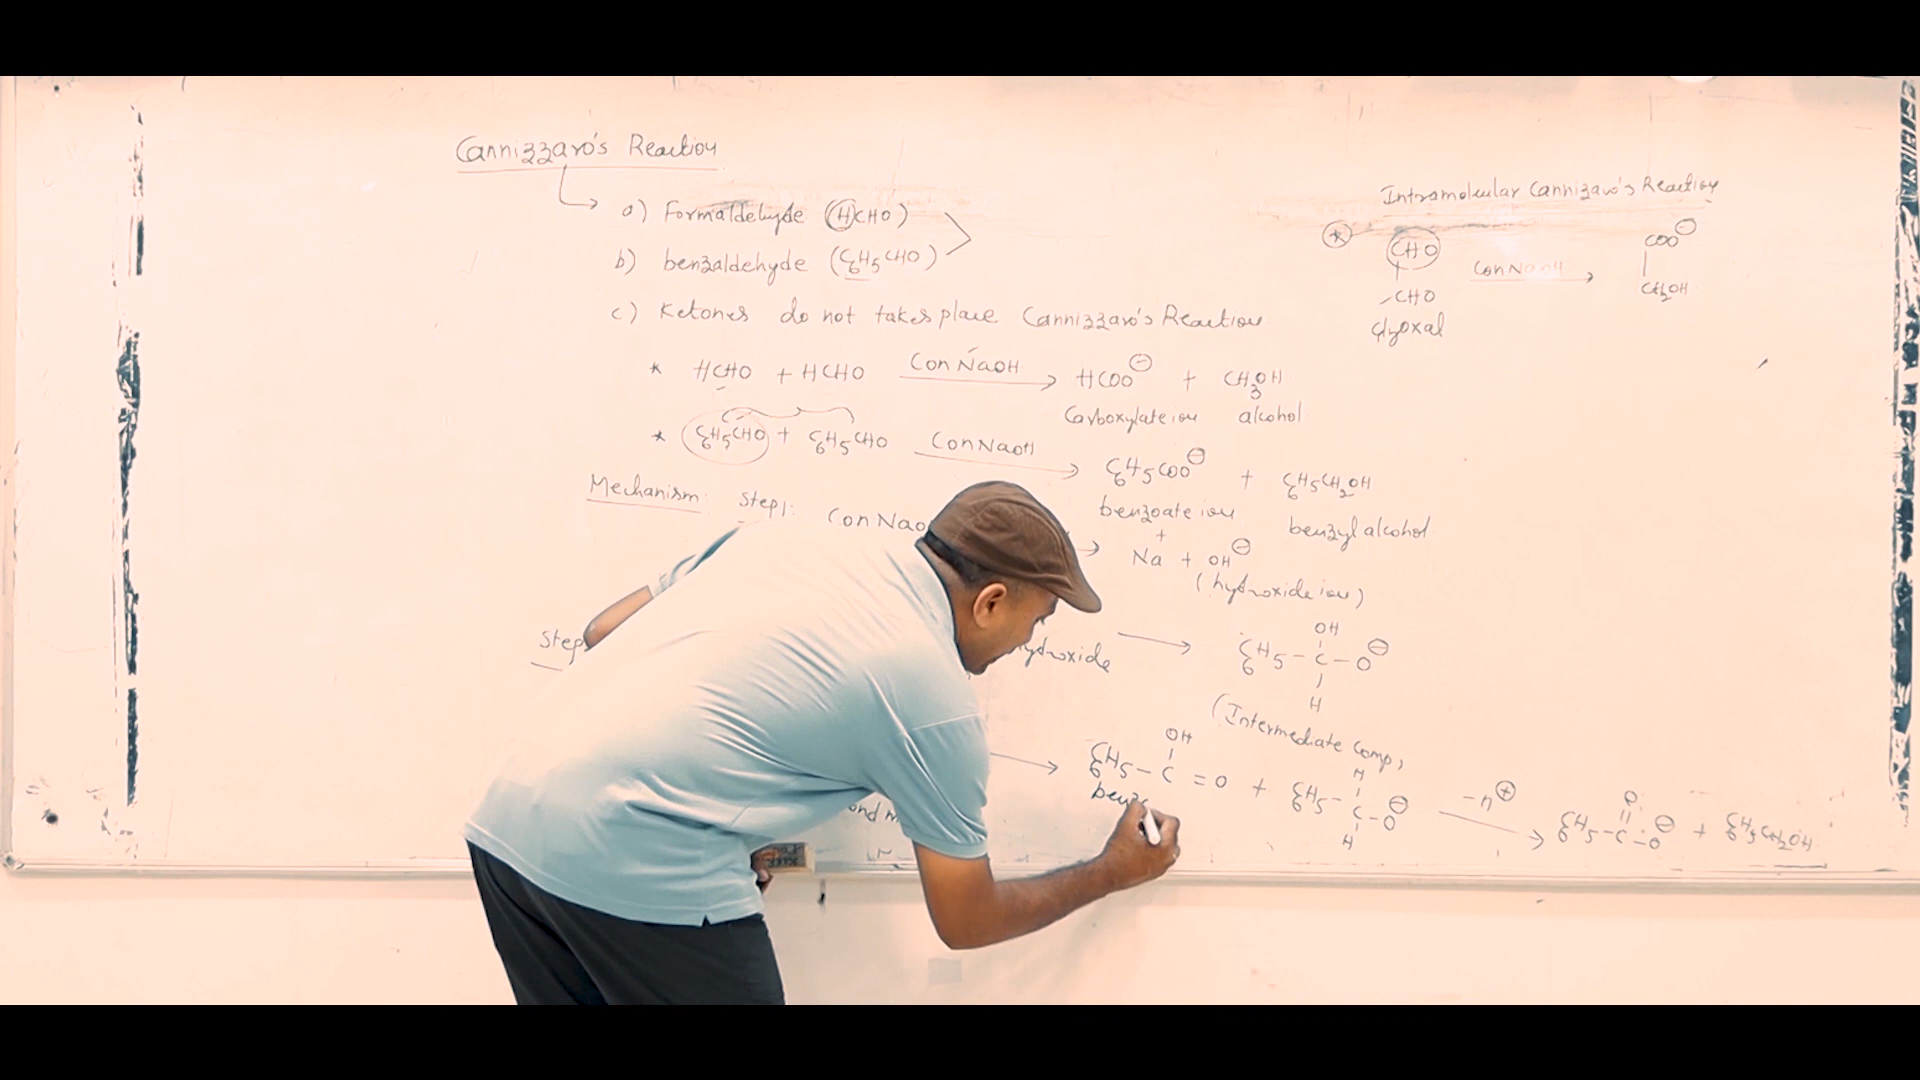 Cannizzaro's Reaction
a) Formaldehyde (HCHO)
b) benzaldehyde (C6H5CHO)
c) Ketones do not takes place Cannizzaro's Reaction
* HCHO + HCHO Con NaOH → HCOO⊖ + CH3OH
Carboxylate ion alcohol
* C6H5CHO + C6H5CHO Con NaOH → C6H5COO⊖ + C6H5CH2OH
benzoate ion benzyl alcohol
Mechanism: Step1: Con NaO → Na+ + OH⊖
(hydroxide ion)
Step
hydroxide → C6H5 - C - O⊖
OH
H
(Intermediate Comp,
→ C6H5 - C = O + C6H5 - C - O⊖ -H⊕ → C6H5 - C - O⊖ + C6H5CH2OH
OH
H
H
O
ond
Intramolecular Cannizaro's Reaction
* CHO Con NaOH → COO⊖
CHO CH2OH
Glyoxal